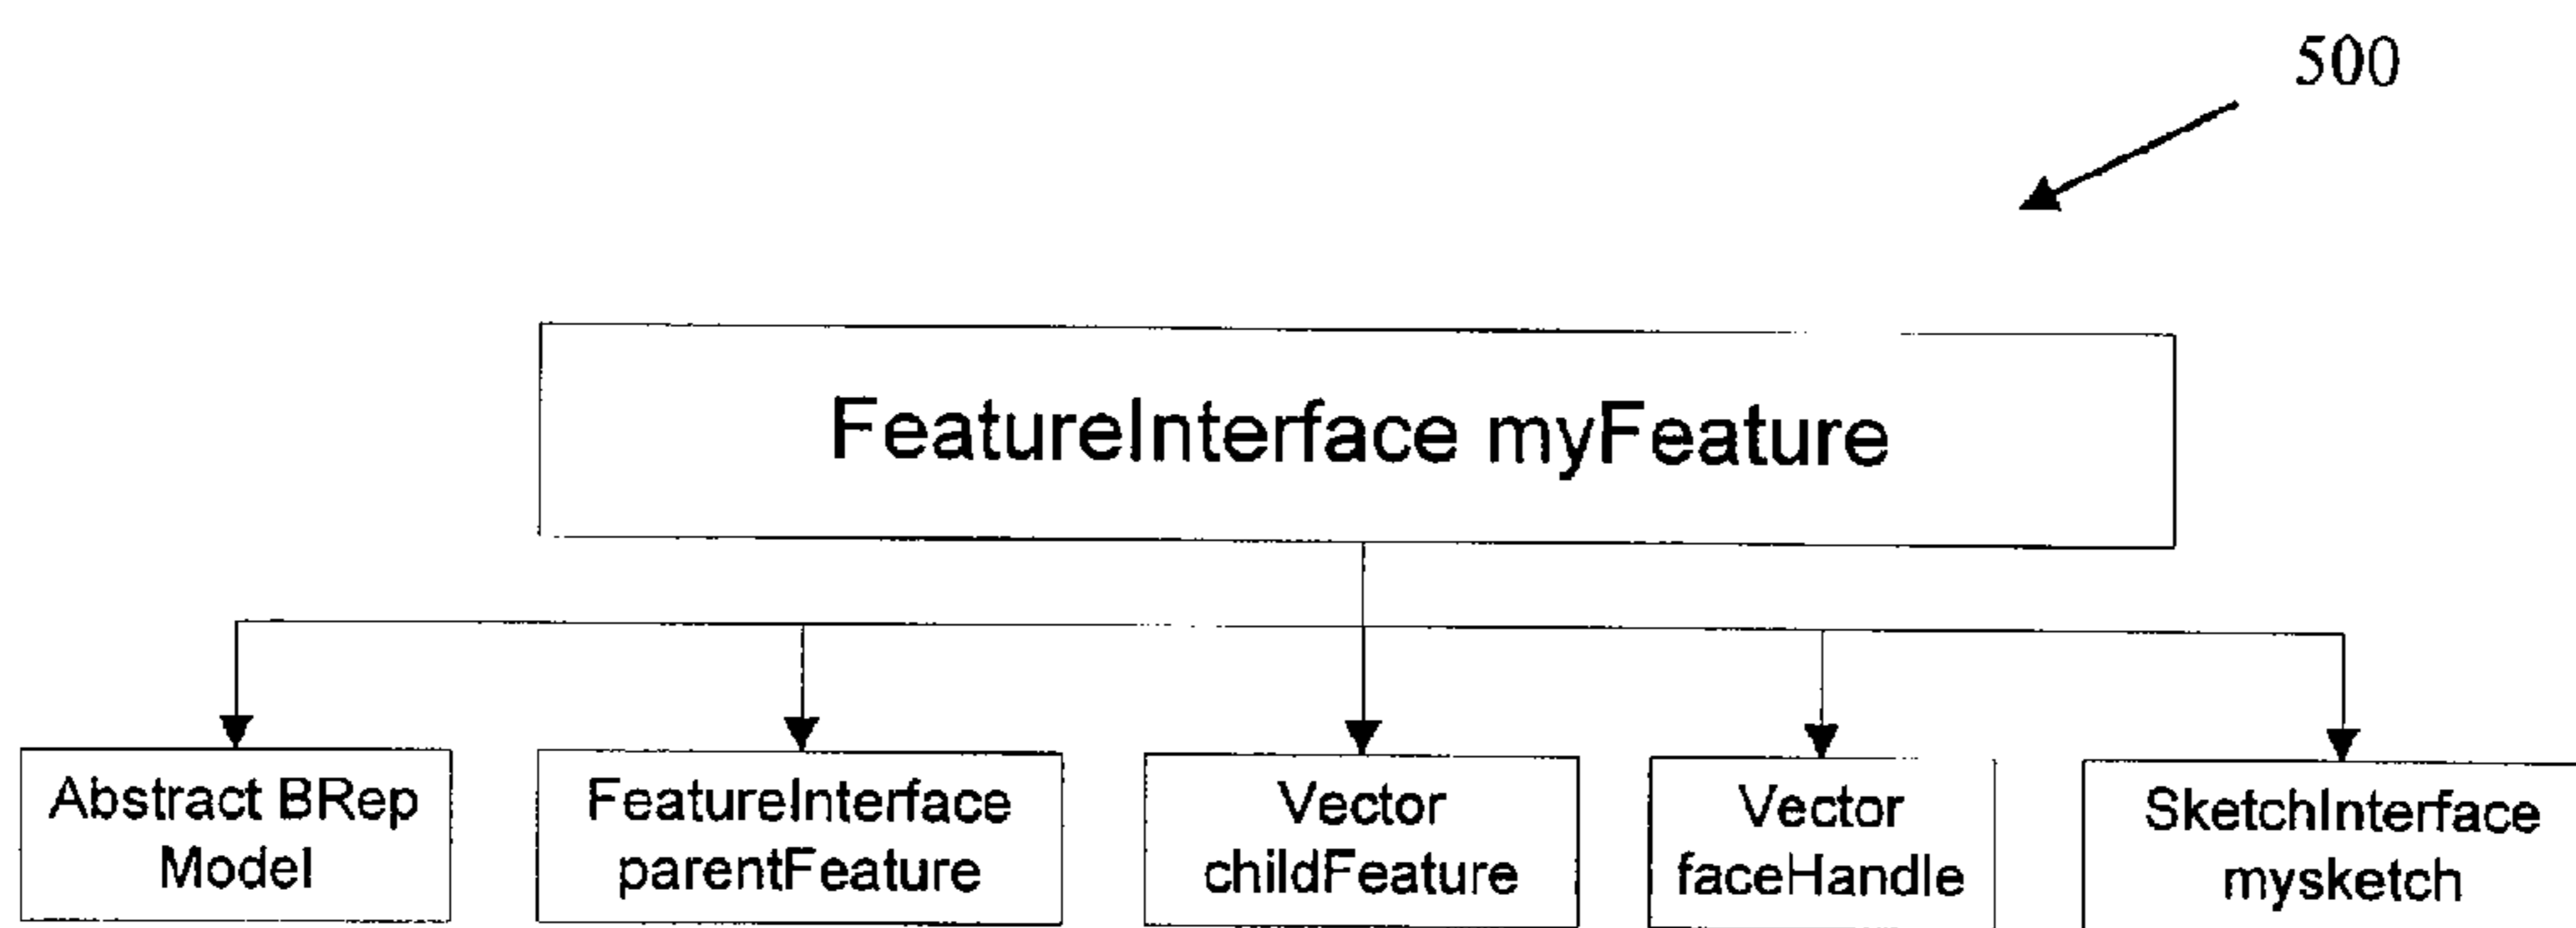 500
FeatureInterface myFeature
Abstract BRep
Model
FeatureInterface
parentFeature
Vector
childFeature
Vector
faceHandle
SketchInterface
mysketch